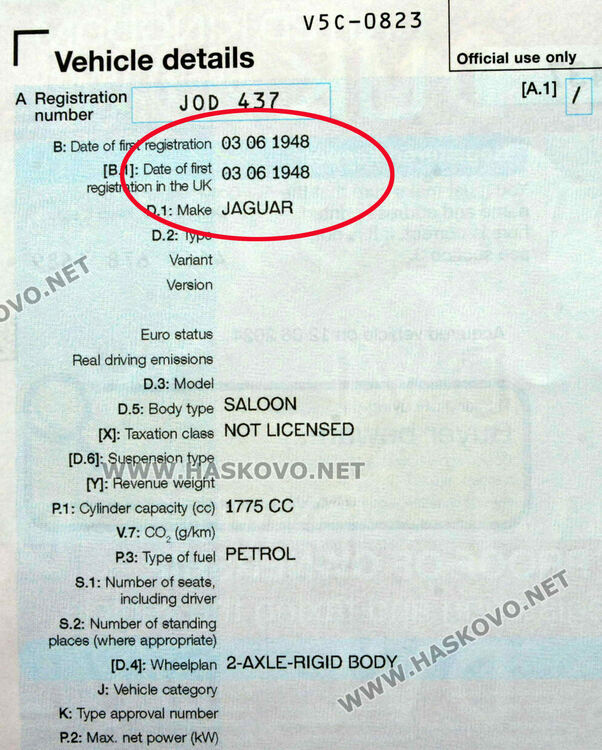 V5C-0823
Vehicle details
Official use only
A Registration number JOD 437
[A.1] /
B: Date of first registration 03 06 1948
[B.1]: Date of first registration in the UK 03 06 1948
D.1: Make JAGUAR
D.2: Type
Variant
Version
Euro status
Real driving emissions
D.3: Model
D.5: Body type SALOON
[X]: Taxation class NOT LICENSED
[D.6]: Suspension type
WWW.HASKOVO.NET
[Y]: Revenue weight
P.1: Cylinder capacity (cc) 1775 CC
V.7: CO2 (g/km)
P.3: Type of fuel PETROL
S.1: Number of seats, including driver
S.2: Number of standing places (where appropriate)
[D.4]: Wheelplan 2-AXLE-RIGID BODY
J: Vehicle category
K: Type approval number
P.2: Max. net power (kW)
OVO.NET
WWW.HASKOVO.NET